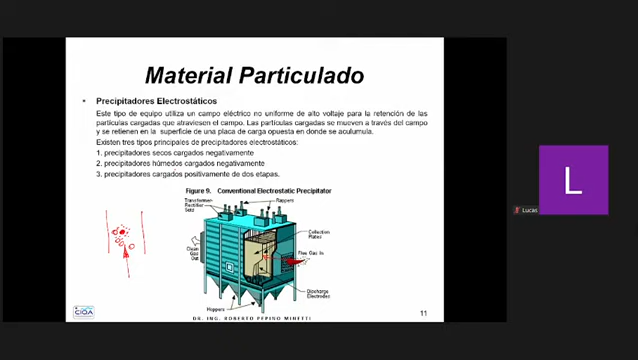 Material Particulado
• Precipitadores Electrostáticos
Este tipo de equipo utiliza un campo eléctrico no uniforme de alto voltaje para la retención de las
partículas cargadas que atraviesen el campo. Las partículas cargadas se mueven a través del campo
y se retienen en la superficie de una placa de carga opuesta en donde se acumula.
Existen tres tipos principales de precipitadores electrostáticos:
1. precipitadores secos cargados negativamente
2. precipitadores húmedos cargados negativamente
3. precipitadores cargados positivamente de dos etapas.
Figure 9. Conventional Electrostatic Precipitator
Transformer-
Rectifier
Sets
Rappers
Collection
Plates
Clean
Gas
Out
Flue Gas In
Discharge
Electrodes
Hoppers
CIQA
DR. ING. ROBERTO PEPINO MINETTI
11
L
Lucas